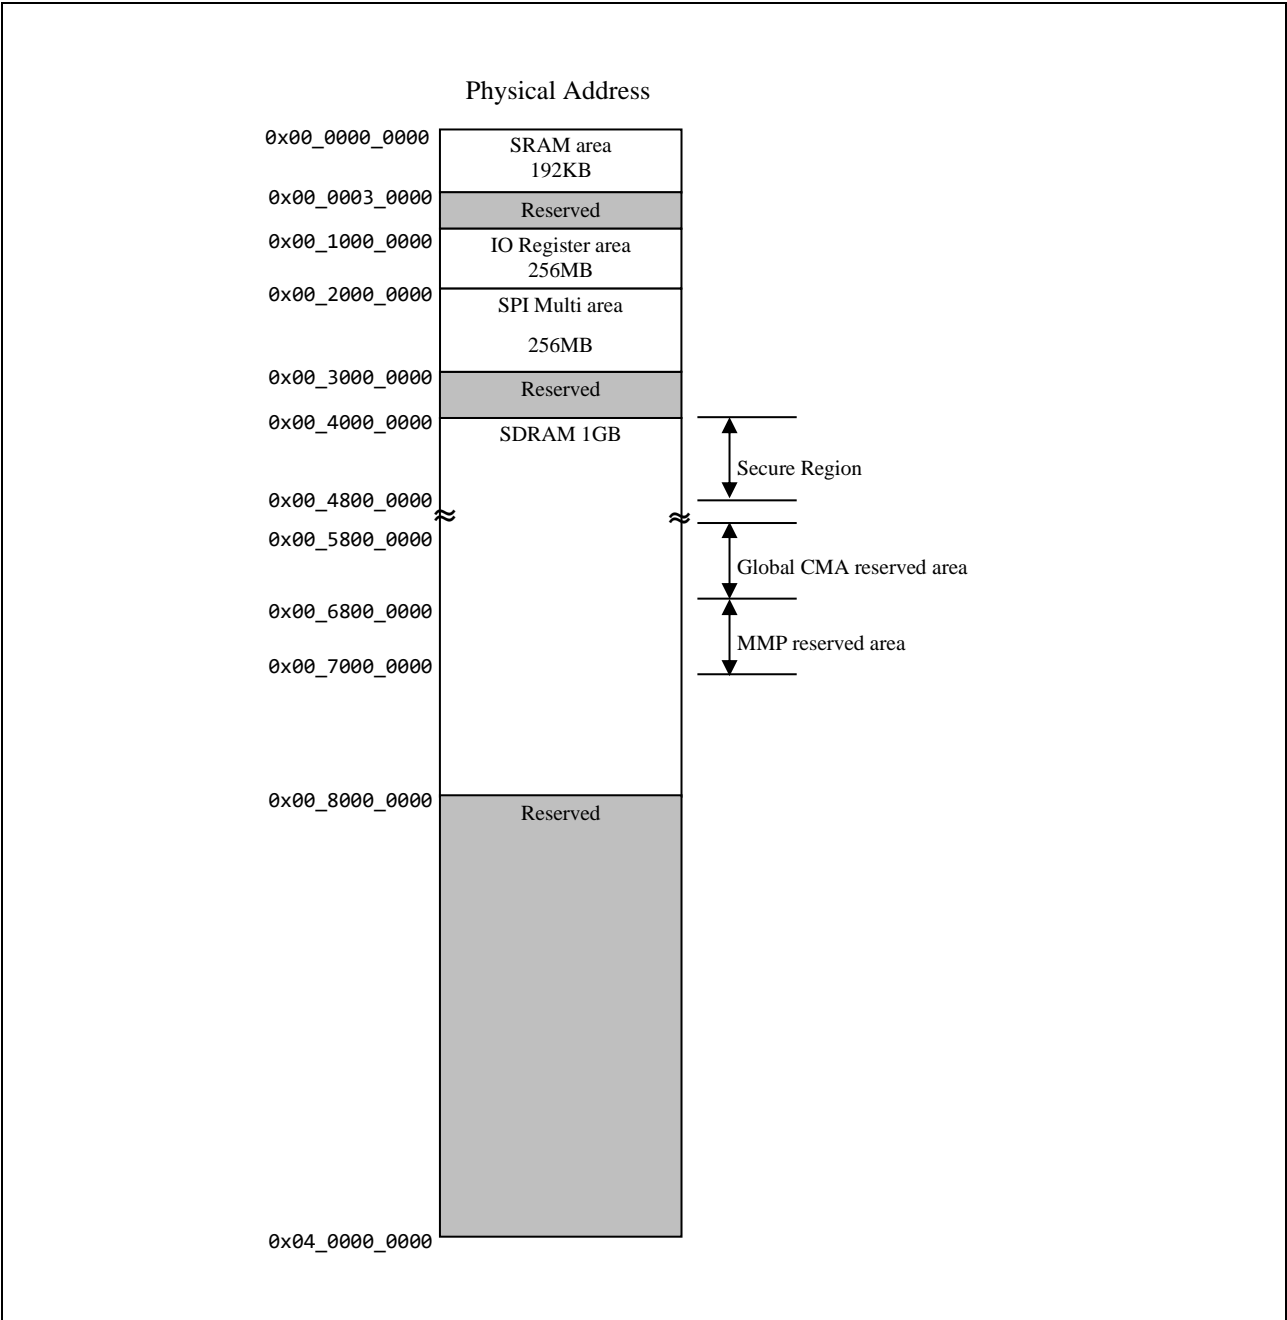 Physical Address
0x00_0000_0000
SRAM area
192KB
0x00_0003_0000
Reserved
0x00_1000_0000
IO Register area
256MB
0x00_2000_0000
SPI Multi area
256MB
0x00_3000_0000
Reserved
0x00_4000_0000
SDRAM 1GB
Secure Region
0x00_4800_0000
0x00_5800_0000
Global CMA reserved area
0x00_6800_0000
MMP reserved area
0x00_7000_0000
0x00_8000_0000
Reserved
0x04_0000_0000